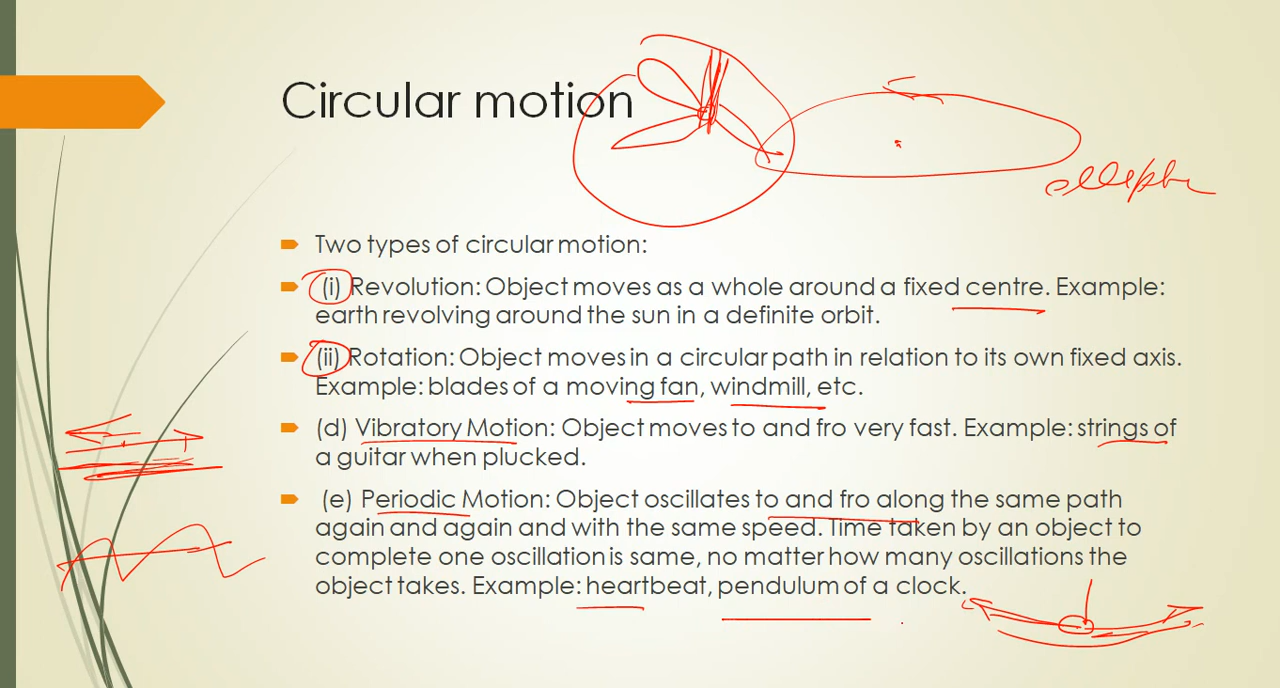 Circular motion
Two types of circular motion:
(i) Revolution: Object moves as a whole around a fixed centre. Example:
earth revolving around the sun in a definite orbit.
(ii) Rotation: Object moves in a circular path in relation to its own fixed axis.
Example: blades of a moving fan, windmill, etc.
(d) Vibratory Motion: Object moves to and fro very fast. Example: strings of
a guitar when plucked.
(e) Periodic Motion: Object oscillates to and fro along the same path
again and again and with the same speed. Time taken by an object to
complete one oscillation is same, no matter how many oscillations the
object takes. Example: heartbeat, pendulum of a clock.